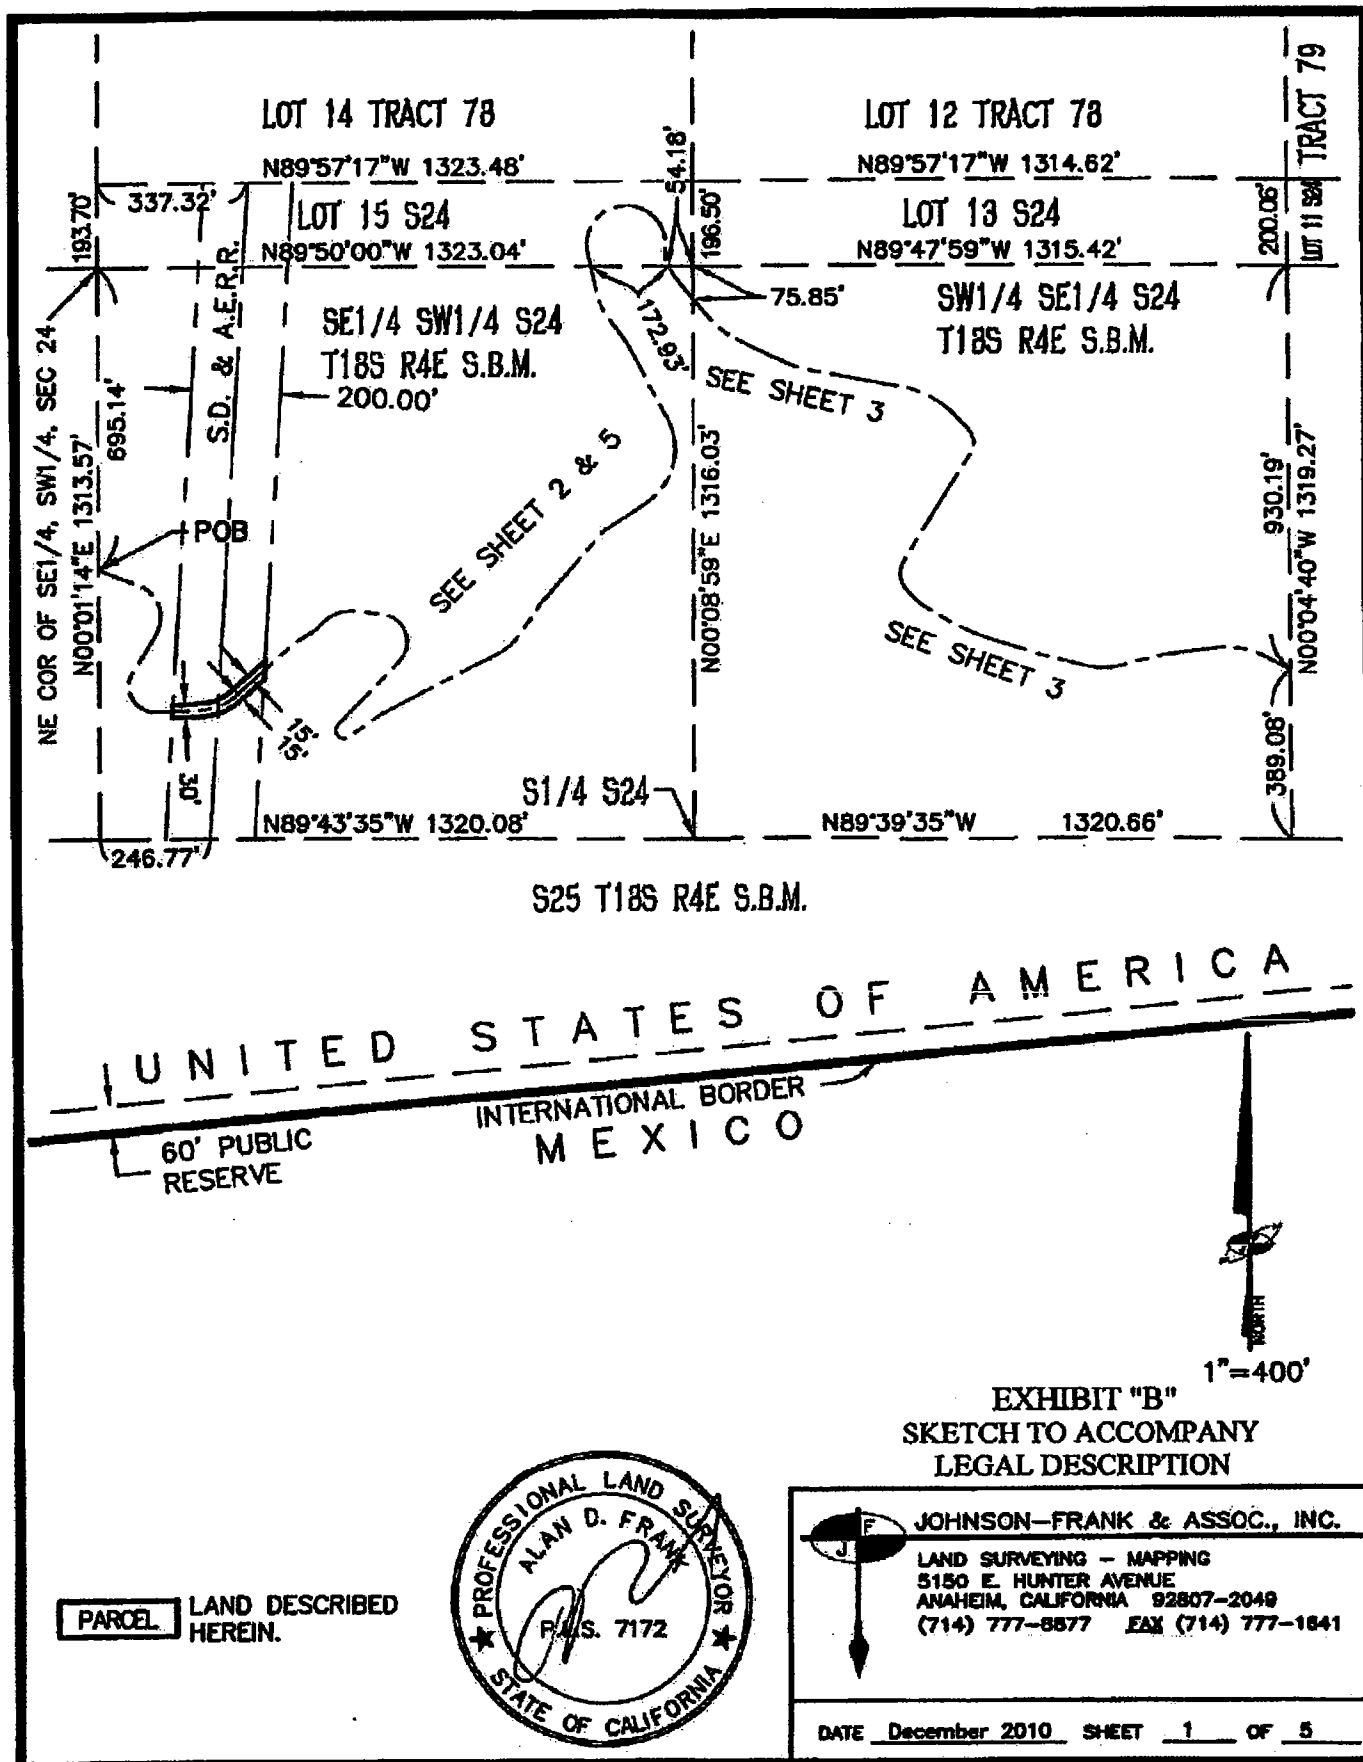 LOT 14 TRACT 78
LOT 12 TRACT 78
TRACT 79
N89°57'17"W 1323.48'
54.18'
N89°57'17"W 1314.62'
193.70'
337.32'
LOT 15 S24
196.50'
LOT 13 S24
200.06'
LOT 11 S24
N89°50'00"W 1323.04'
N89°47'59"W 1315.42'
S.D. & A.E.R.R.
SE1/4 SW1/4 S24
T18S R4E S.B.M.
172.93'
75.85'
SW1/4 SE1/4 S24
T18S R4E S.B.M.
200.00'
SEE SHEET 3
NE COR OF SE1/4, SW1/4, SEC 24
N00°01'14"E 1313.57'
695.14'
POB
SEE SHEET 2 & 5
N00°08'59"E 1316.03'
930.19'
N00°04'40"W 1319.27'
SEE SHEET 3
15'
15'
30'
389.08'
S1/4 S24
N89°43'35"W 1320.08'
N89°39'35"W 1320.66'
246.77'
S25 T18S R4E S.B.M.
UNITED STATES OF AMERICA
INTERNATIONAL BORDER
MEXICO
60' PUBLIC
RESERVE
NORTH
1"=400'
EXHIBIT "B"
SKETCH TO ACCOMPANY
LEGAL DESCRIPTION
PROFESSIONAL LAND SURVEYOR
ALAN D. FRANK
P.L.S. 7172
STATE OF CALIFORNIA
PARCEL
LAND DESCRIBED
HEREIN.
F
J
JOHNSON-FRANK & ASSOC., INC.
LAND SURVEYING - MAPPING
5150 E. HUNTER AVENUE
ANAHEIM, CALIFORNIA 92807-2049
(714) 777-8877 FAX (714) 777-1641
DATE December 2010 SHEET 1 OF 5